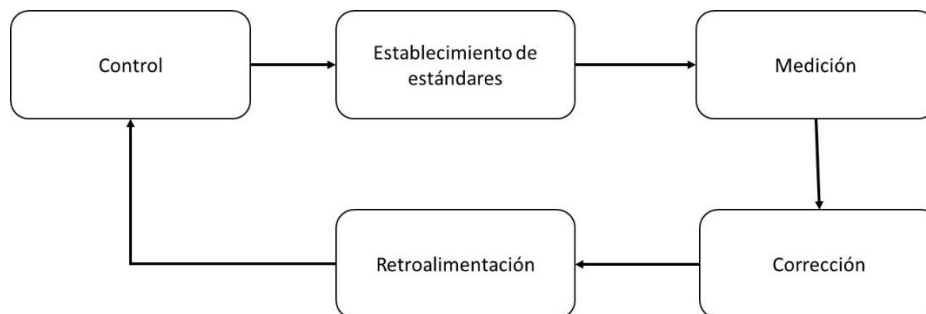 Control
Establecimiento de
estándares
Medición
Retroalimentación
Corrección